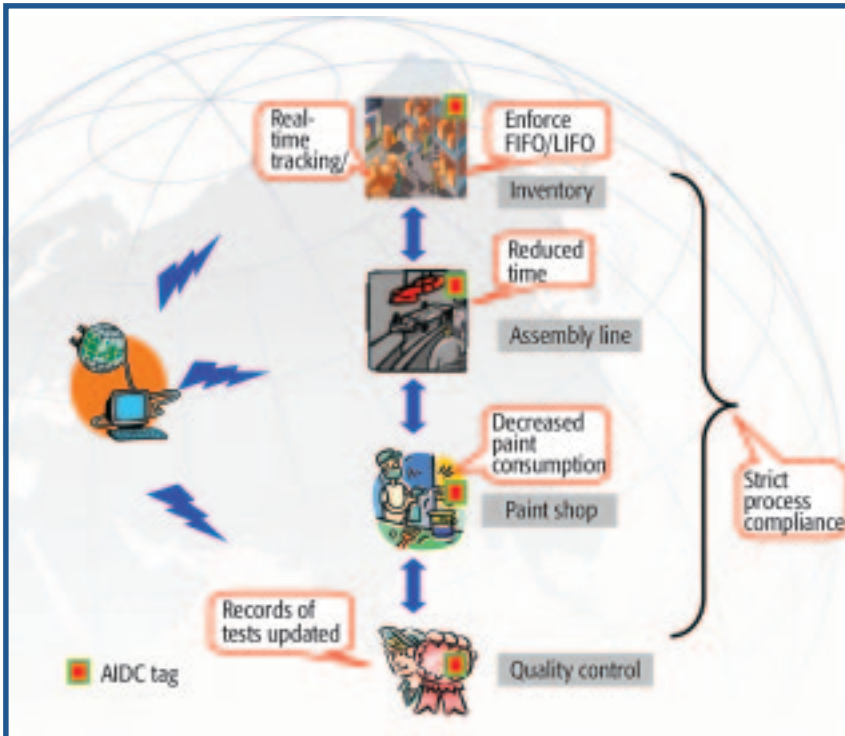 Real-
time
tracking/
Enforce
FIFO/LIFO
Inventory
Reduced
time
Assembly line
Decreased
paint
consumption
Paint shop
Strict
process
compliance
Records of
tests updated
Quality control
AIDC tag